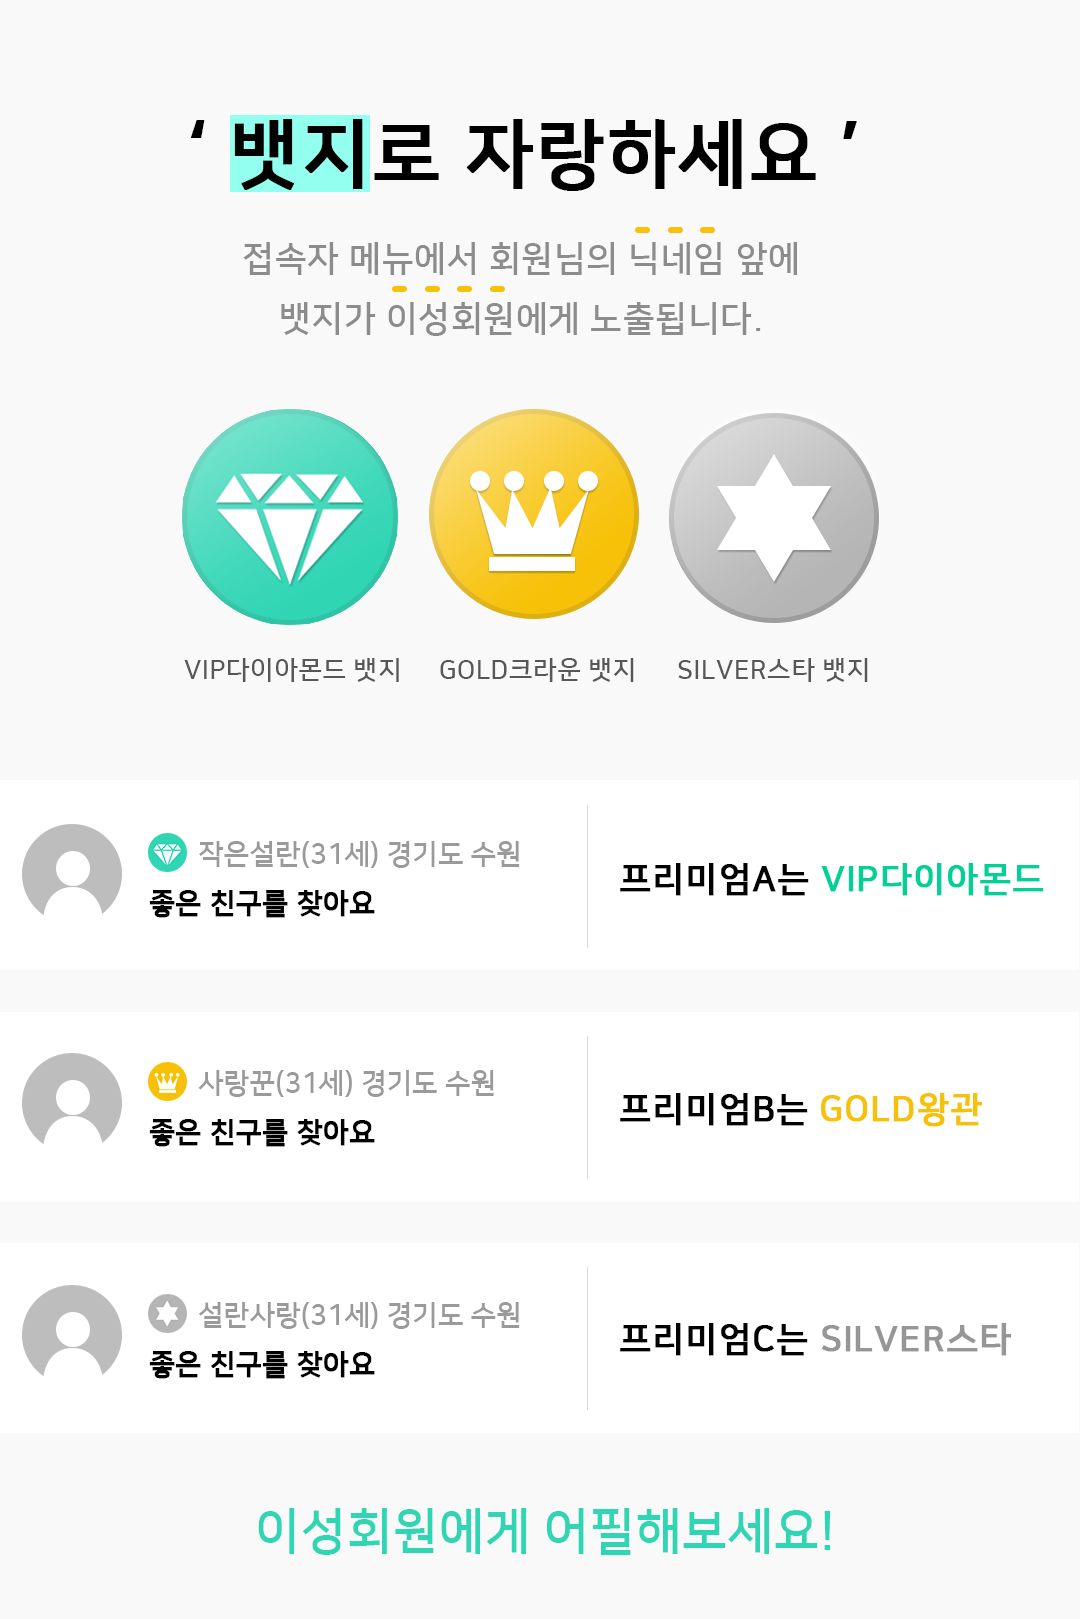 ‘ 뱃지로 자랑하세요 ’
접속자 메뉴에서 회원님의 닉네임 앞에
뱃지가 이성회원에게 노출됩니다.
VIP다이아몬드 뱃지
GOLD크라운 뱃지
SILVER스타 뱃지
작은설란(31세) 경기도 수원
좋은 친구를 찾아요
프리미엄A는 VIP다이아몬드
사랑꾼(31세) 경기도 수원
좋은 친구를 찾아요
프리미엄B는 GOLD왕관
설란사랑(31세) 경기도 수원
좋은 친구를 찾아요
프리미엄C는 SILVER스타
이성회원에게 어필해보세요!